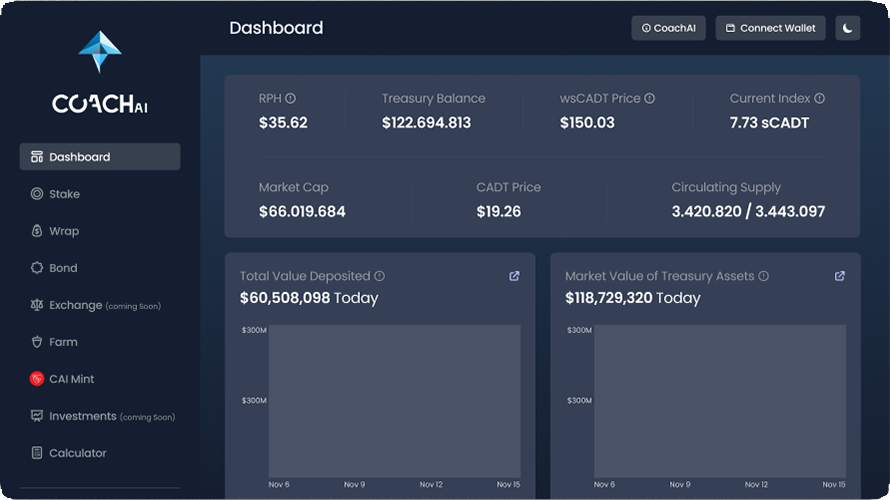 COACHAI
Dashboard
Stake
Wrap
Bond
Exchange (coming Soon)
Farm
CAI Mint
Investments (coming Soon)
Calculator
Dashboard
CoachAI
Connect Wallet
RPH
Treasury Balance
wsCADT Price
Current Index
$35.62
$122.694.813
$150.03
7.73 sCADT
Market Cap
CADT Price
Circulating Supply
$66.019.684
$19.26
3.420.820 / 3.443.097
Total Value Deposited
$60,508,098 Today
$300M
$300M
Nov 6
Nov 9
Nov 12
Nov 15
Market Value of Treasury Assets
$118,729,320 Today
$300M
$300M
Nov 6
Nov 9
Nov 12
Nov 15